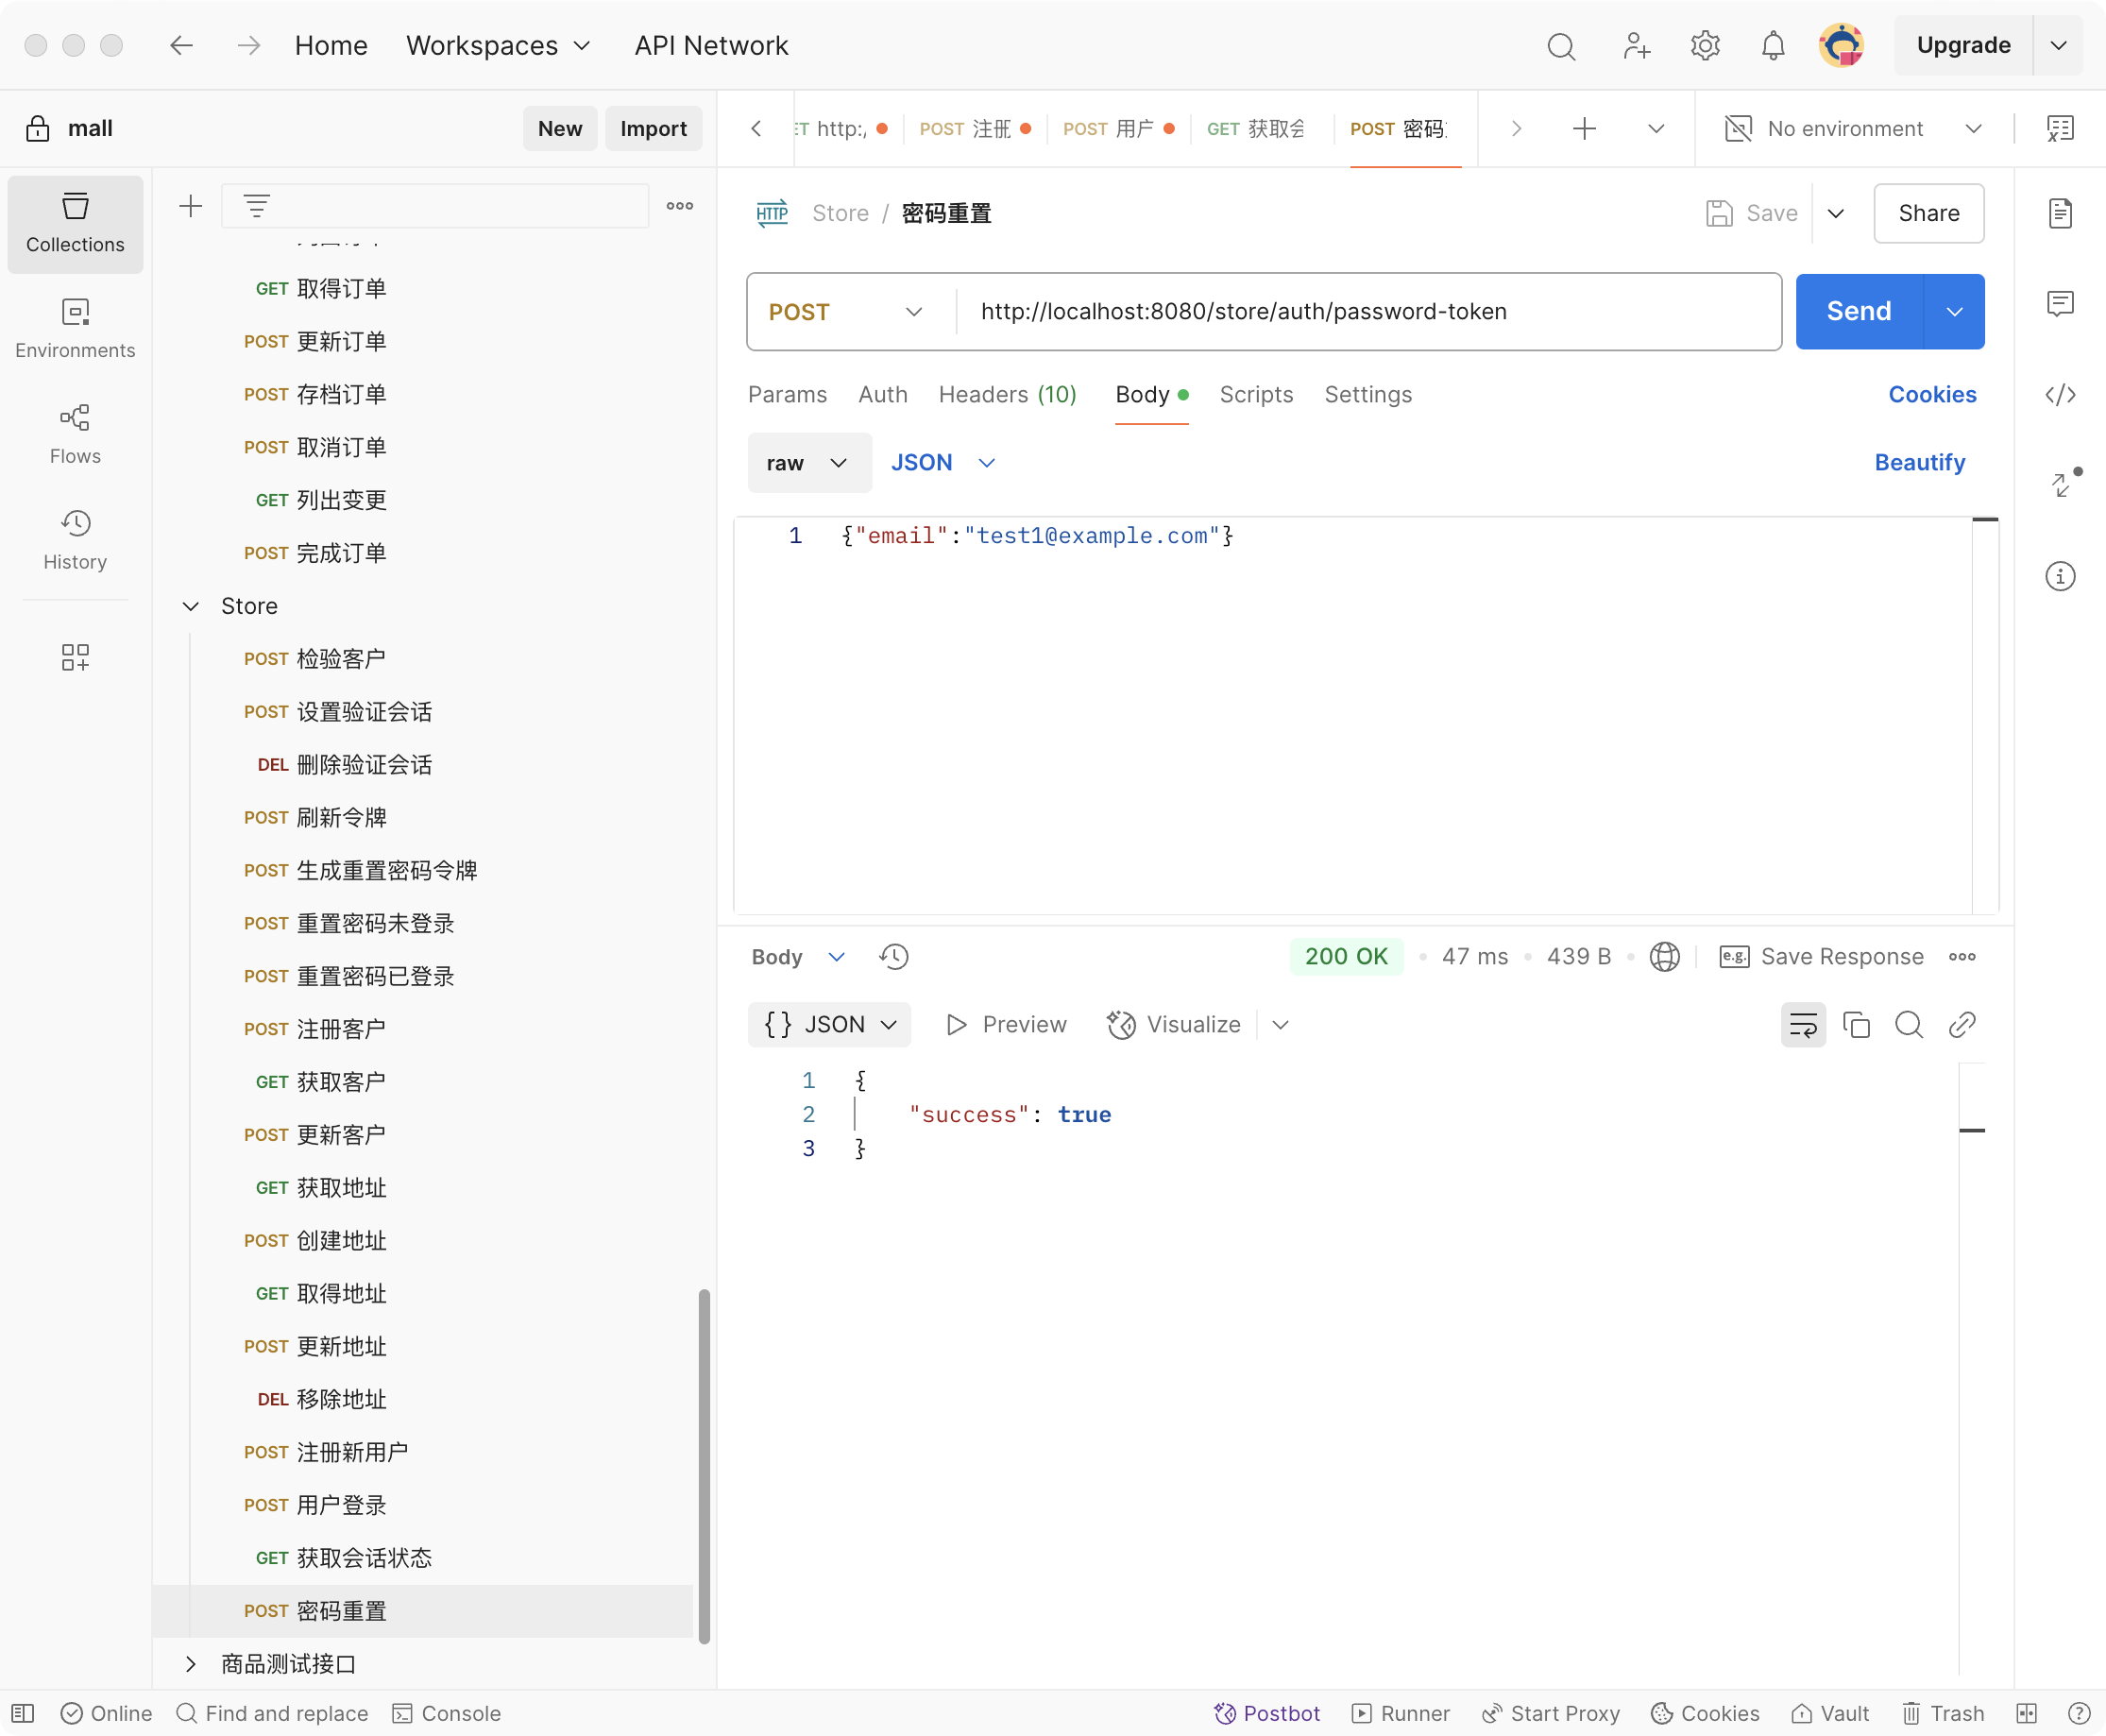 Home Workspaces API Network Upgrade
mall New Import
ET http:/ POST 注册 POST 用户 GET 获取会 POST 密码 No environment
Collections
Environments
Flows
History
GET 取得订单
POST 更新订单
POST 存档订单
POST 取消订单
GET 列出变更
POST 完成订单
Store
POST 检验客户
POST 设置验证会话
DEL 删除验证会话
POST 刷新令牌
POST 生成重置密码令牌
POST 重置密码未登录
POST 重置密码已登录
POST 注册客户
GET 获取客户
POST 更新客户
GET 获取地址
POST 创建地址
GET 取得地址
POST 更新地址
DEL 移除地址
POST 注册新用户
POST 用户登录
GET 获取会话状态
POST 密码重置
商品测试接口
HTTP Store / 密码重置 Save Share
POST http://localhost:8080/store/auth/password-token Send
Params Auth Headers (10) Body Scripts Settings Cookies
raw JSON Beautify
1 {"email":"test1@example.com"}
Body 200 OK • 47 ms • 439 B • e.g. Save Response
{} JSON Preview Visualize
1 {
2 "success": true
3 }
Online Find and replace Console Postbot Runner Start Proxy Cookies Vault Trash